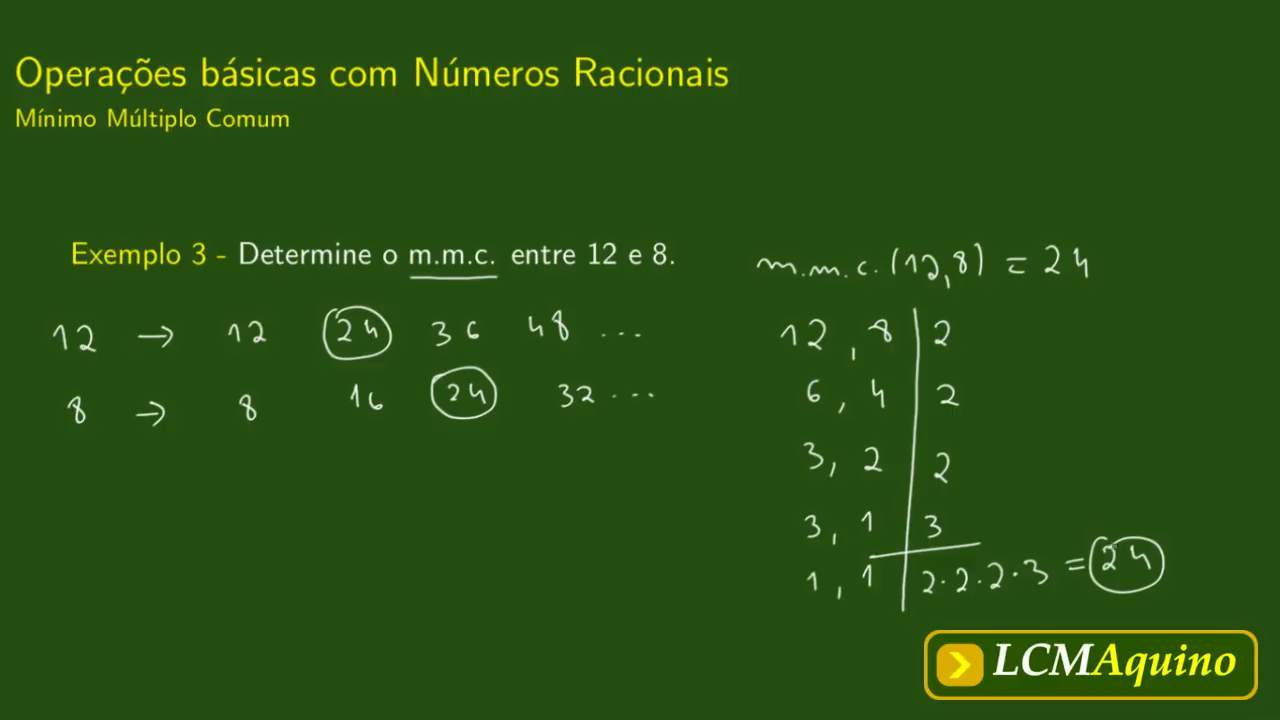 Operações básicas com Números Racionais
Mínimo Múltiplo Comum
Exemplo 3 - Determine o m.m.c. entre 12 e 8.
12 → 12 24 36 48 ...
8 → 8 16 24 32 ...
m.m.c. (12,8) = 24
12, 8 | 2
6, 4 | 2
3, 2 | 2
3, 1 | 3
1, 1 | 2·2·2·3 = 24
LCMAquino